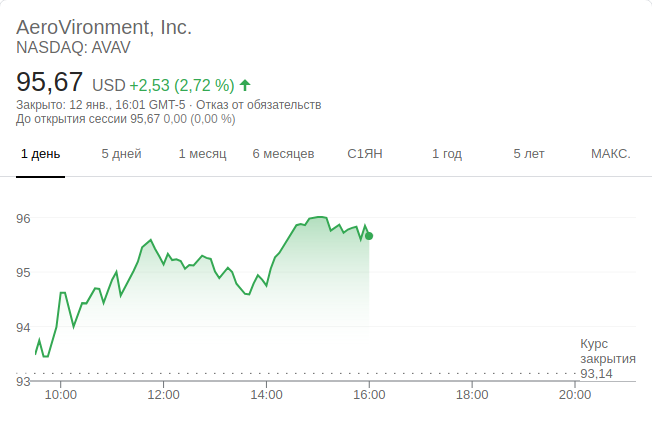 AeroVironment, Inc.
NASDAQ: AVAV
95,67 USD +2,53 (2,72 %)
Закрыто: 12 янв., 16:01 GMT-5 · Отказ от обязательств
До открытия сессии 95,67 0,00 (0,00 %)
1 день 5 дней 1 месяц 6 месяцев С1ЯН 1 год 5 лет МАКС.
96
95
94
Курс
закрытия
93,14
93
10:00 12:00 14:00 16:00 18:00 20:00